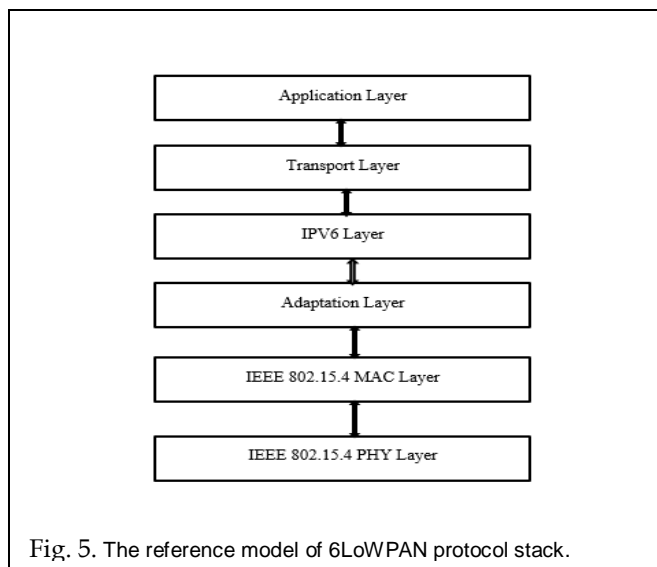 Application Layer
Transport Layer
IPV6 Layer
Adaptation Layer
IEEE 802.15.4 MAC Layer
IEEE 802.15.4 PHY Layer
Fig. 5. The reference model of 6LoWPAN protocol stack.